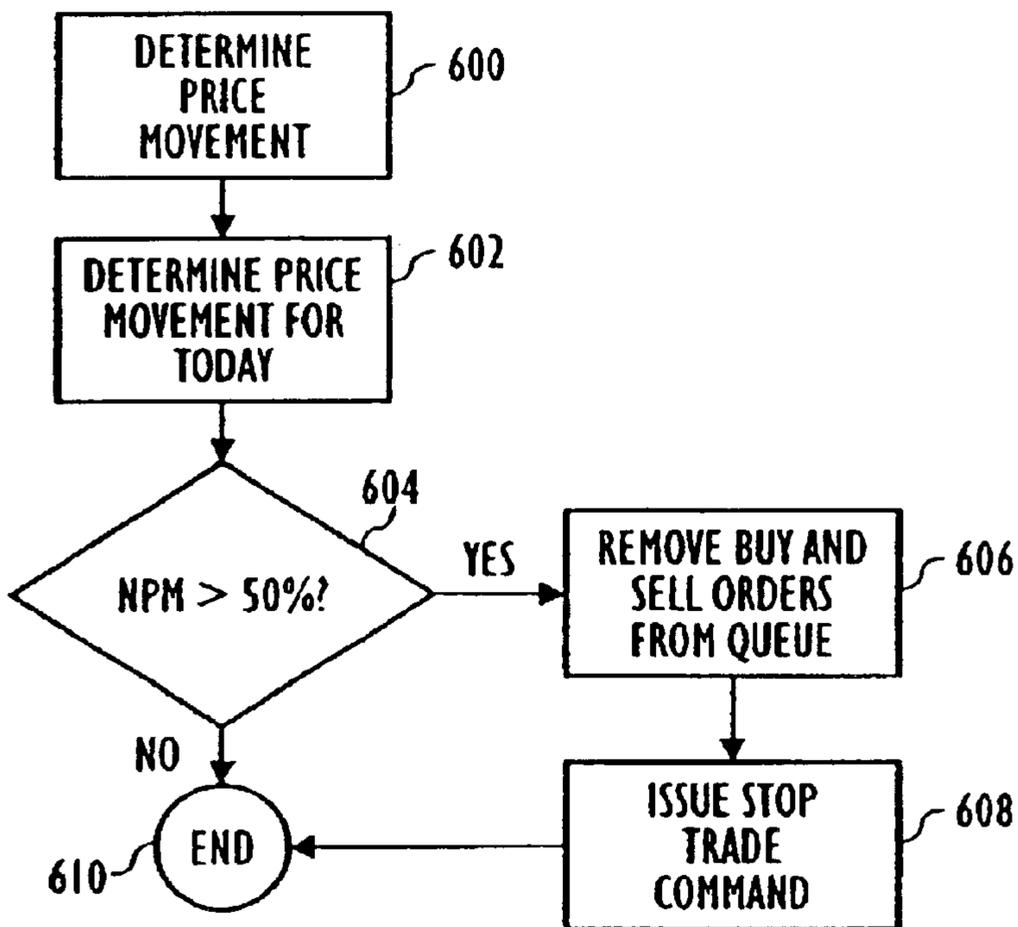 DETERMINE
PRICE
MOVEMENT
600
DETERMINE PRICE
MOVEMENT FOR
TODAY
602
604
NPM > 50%?
YES
NO
REMOVE BUY AND
SELL ORDERS
FROM QUEUE
606
ISSUE STOP
TRADE
COMMAND
608
END
610